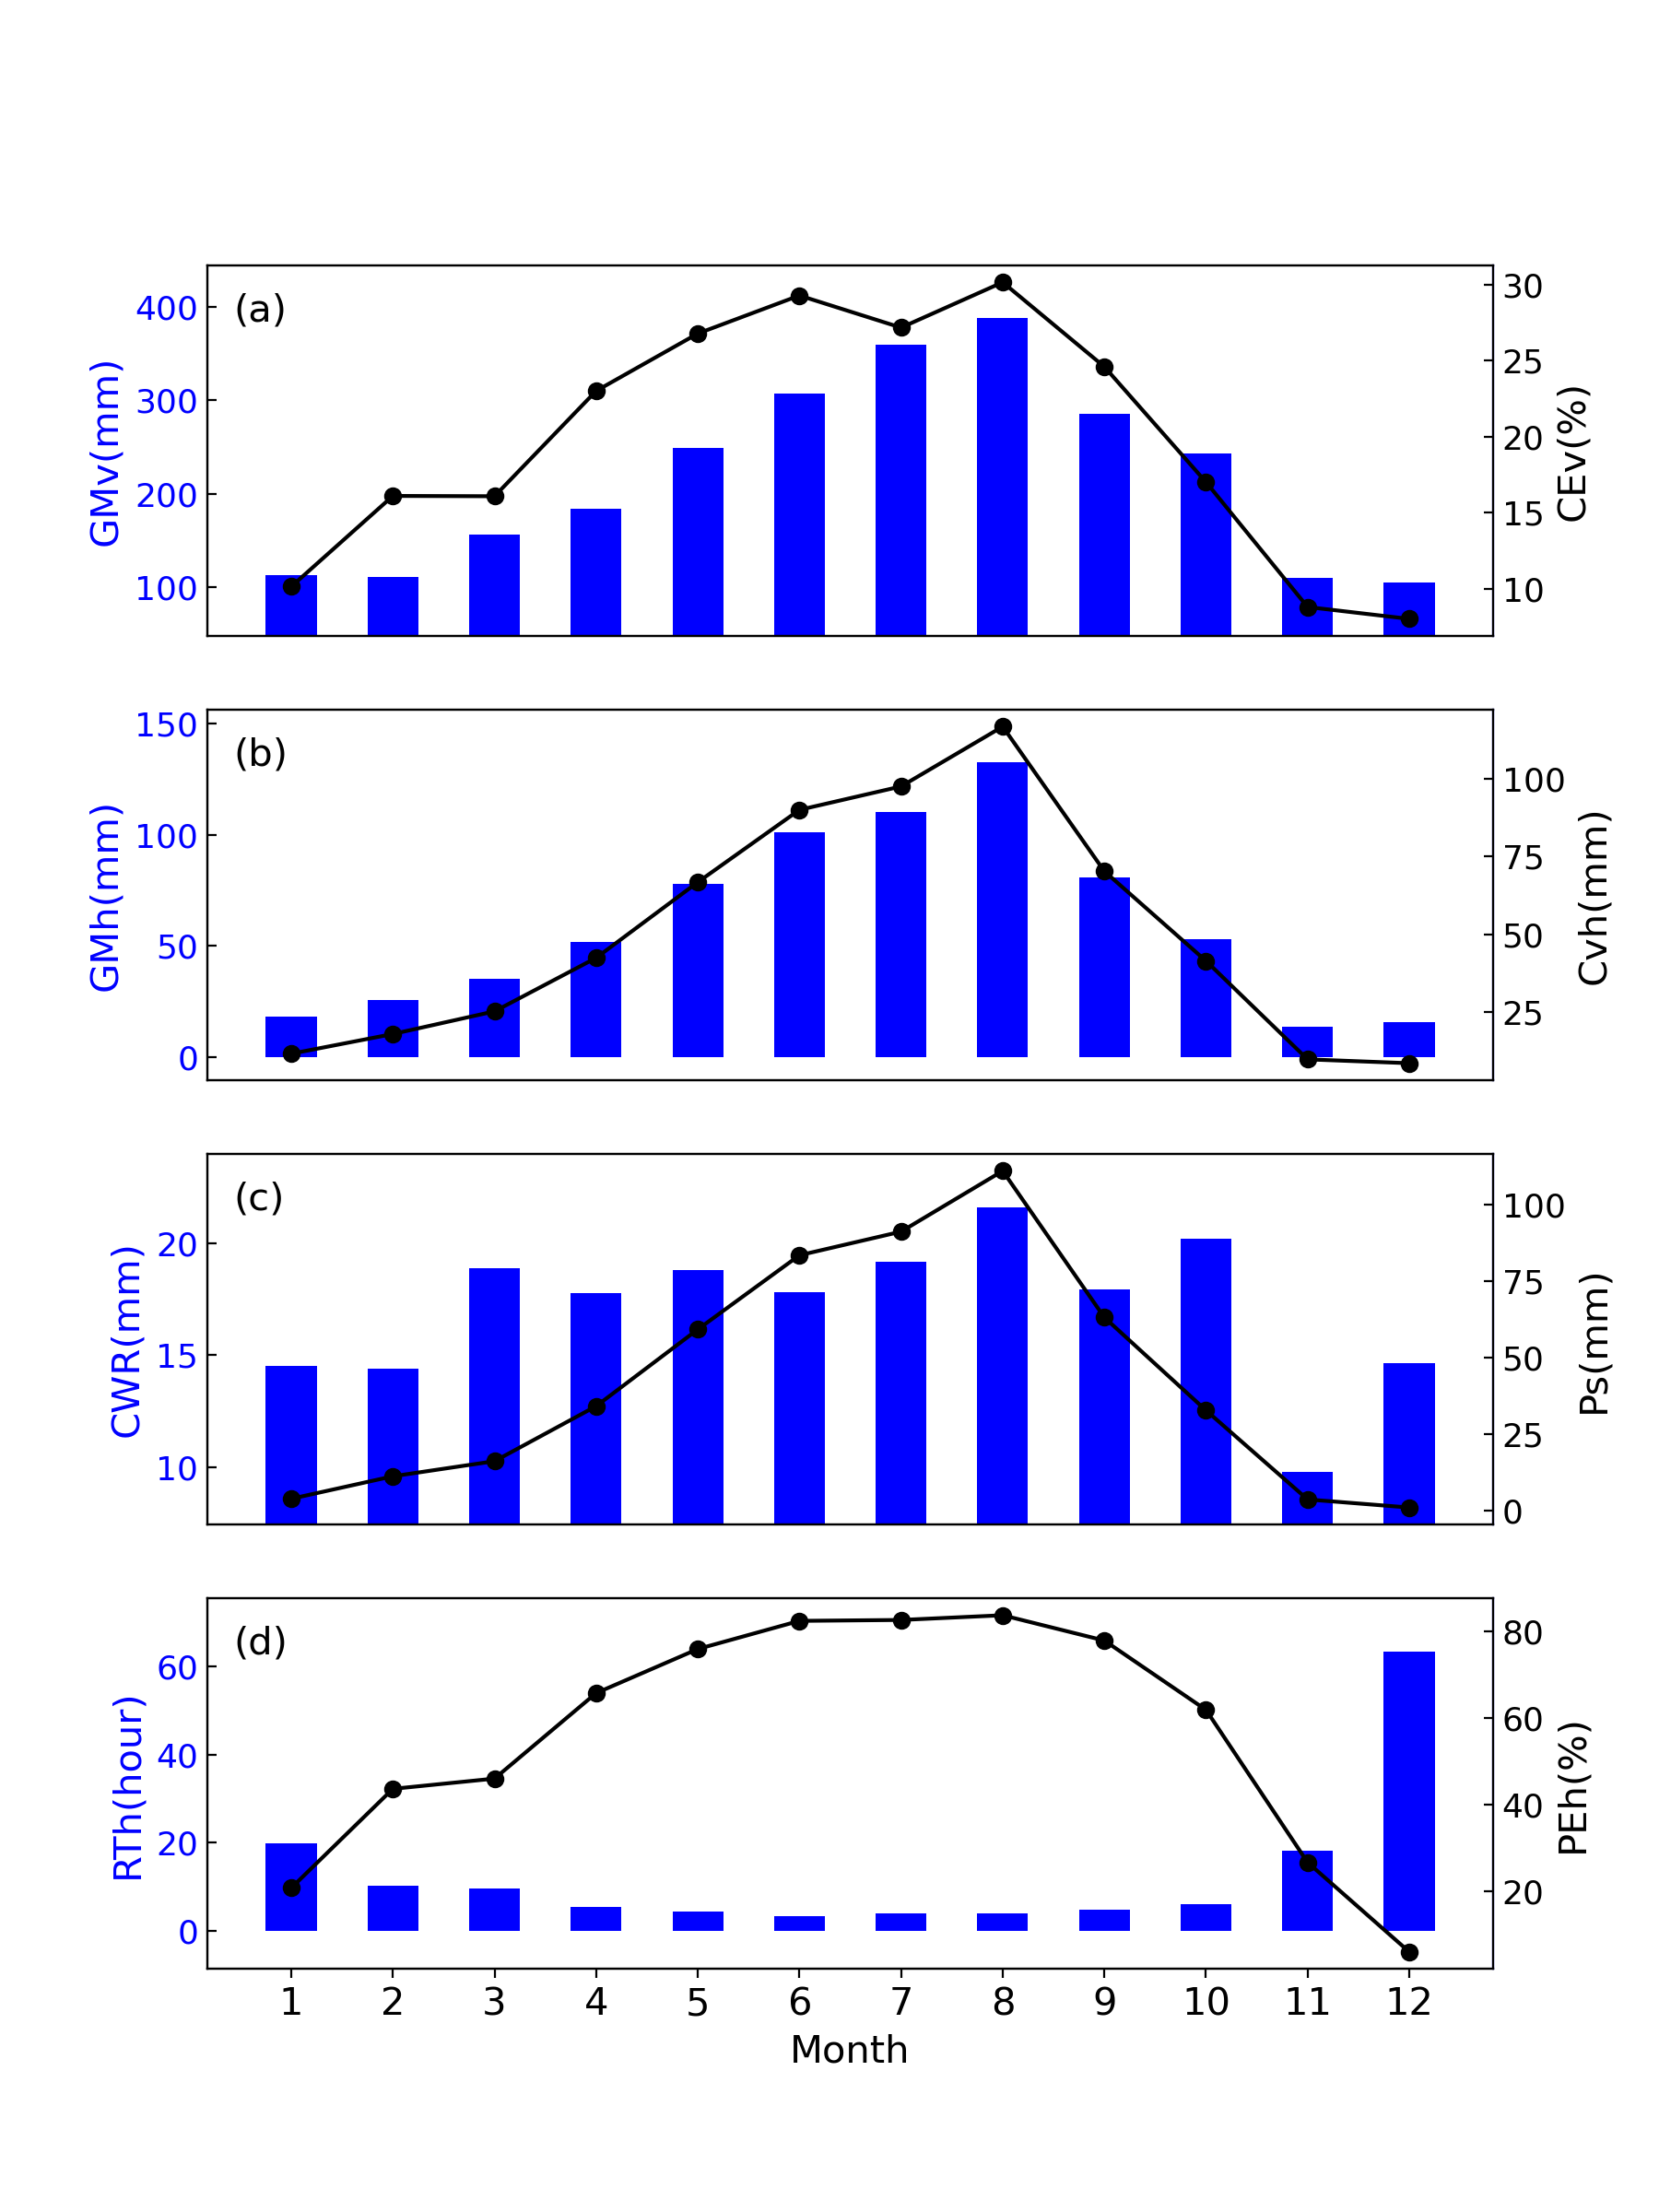 (a)
GMv(mm)
400
300
200
100
30
25
20
15
10
CEv(%)
(b)
GMh(mm)
150
100
50
0
100
75
50
25
Cvh(mm)
(c)
CWR(mm)
20
15
10
100
75
50
25
0
Ps(mm)
(d)
RTh(hour)
60
40
20
0
80
60
40
20
PEh(%)
1 2 3 4 5 6 7 8 9 10 11 12
Month